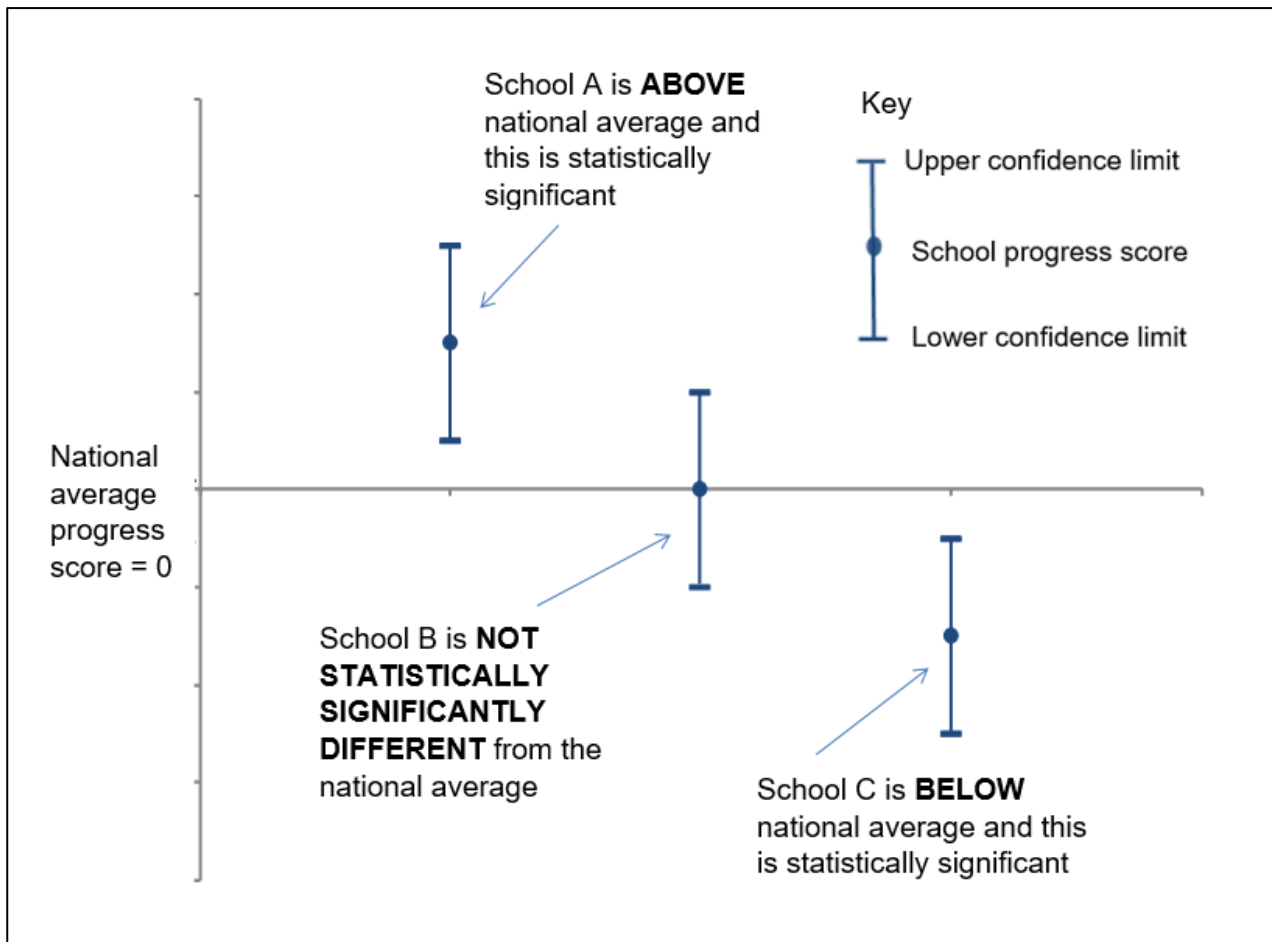 School A is ABOVE
national average and
this is statistically
significant
Key
Upper confidence limit
School progress score
Lower confidence limit
National
average
progress
score = 0
School B is NOT
STATISTICALLY
SIGNIFICANTLY
DIFFERENT from the
national average
School C is BELOW
national average and this
is statistically significant